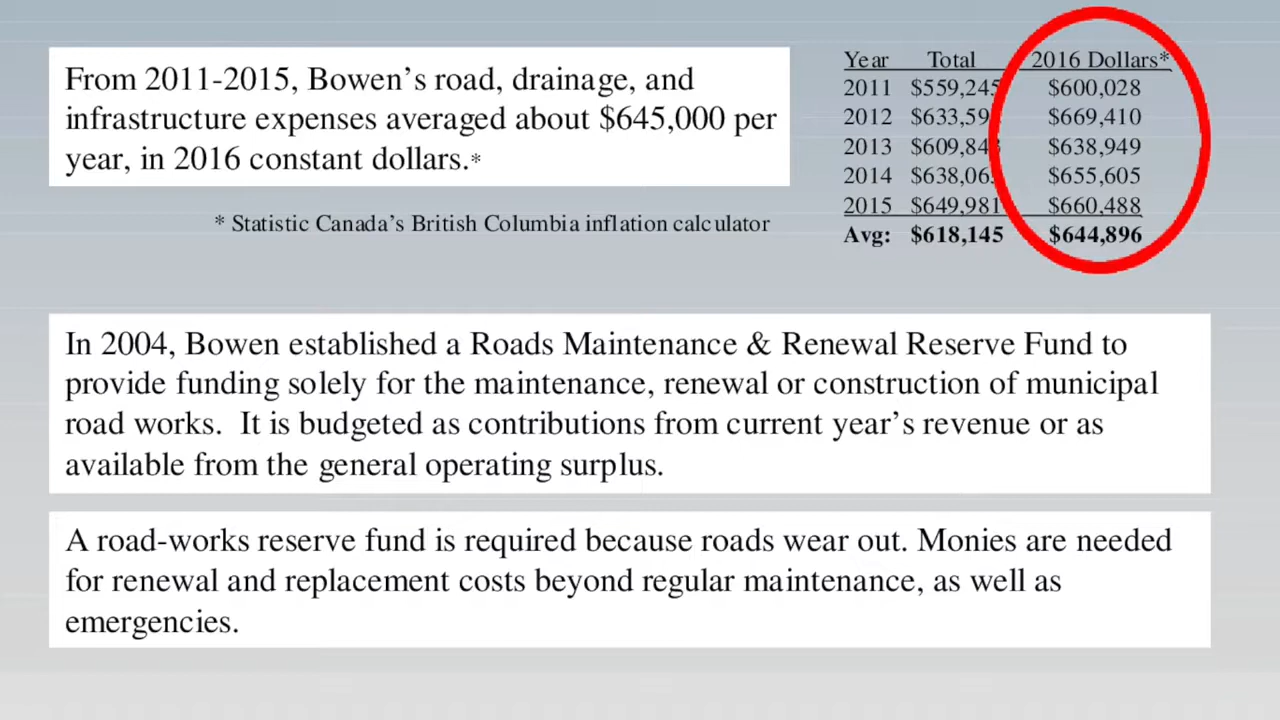 From 2011-2015, Bowen's road, drainage, and
infrastructure expenses averaged about $645,000 per
year, in 2016 constant dollars.*
* Statistic Canada's British Columbia inflation calculator
Year Total 2016 Dollars*
2011 $559,245 $600,028
2012 $669,410
2013 $638,949
2014 $655,605
2015 $649,981 $660,488
Avg: $618,145 $644,896
In 2004, Bowen established a Roads Maintenance & Renewal Reserve Fund to
provide funding solely for the maintenance, renewal or construction of municipal
road works. It is budgeted as contributions from current year's revenue or as
available from the general operating surplus.
A road-works reserve fund is required because roads wear out. Monies are needed
for renewal and replacement costs beyond regular maintenance, as well as
emergencies.